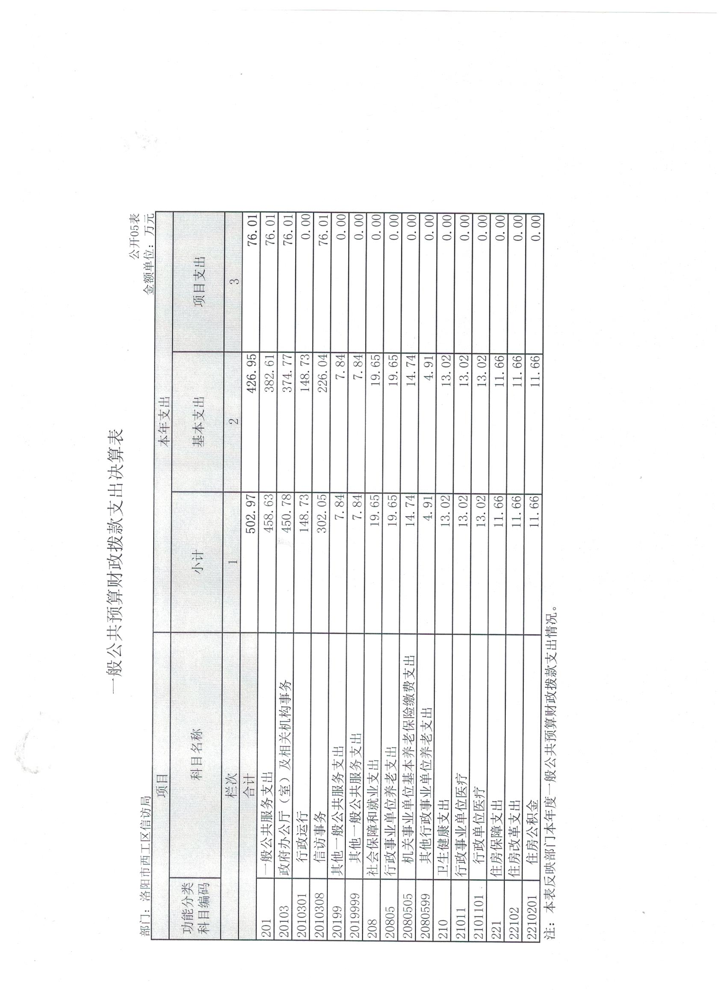 一般公共预算财政拨款支出决算表
公开05表
部门：洛阳市西工区信访局 金额单位：万元
项目 本年支出
功能分类科目编码 科目名称 小计 基本支出 项目支出
栏次 1 2 3
合计 502.97 426.95 76.01
201 一般公共服务支出 458.63 382.61 76.01
20103 政府办公厅（室）及相关机构事务 450.78 374.77 76.01
2010301 行政运行 148.73 148.73 0.00
2010308 信访事务 302.05 226.04 76.01
20199 其他一般公共服务支出 7.84 7.84 0.00
2019999 其他一般公共服务支出 7.84 7.84 0.00
208 社会保障和就业支出 19.65 19.65 0.00
20805 行政事业单位养老支出 19.65 19.65 0.00
2080505 机关事业单位基本养老保险缴费支出 14.74 14.74 0.00
2080599 其他行政事业单位养老支出 4.91 4.91 0.00
210 卫生健康支出 13.02 13.02 0.00
21011 行政事业单位医疗 13.02 13.02 0.00
2101101 行政单位医疗 13.02 13.02 0.00
221 住房保障支出 11.66 11.66 0.00
22102 住房改革支出 11.66 11.66 0.00
2210201 住房公积金 11.66 11.66 0.00
注：本表反映部门本年度一般公共预算财政拨款支出情况。